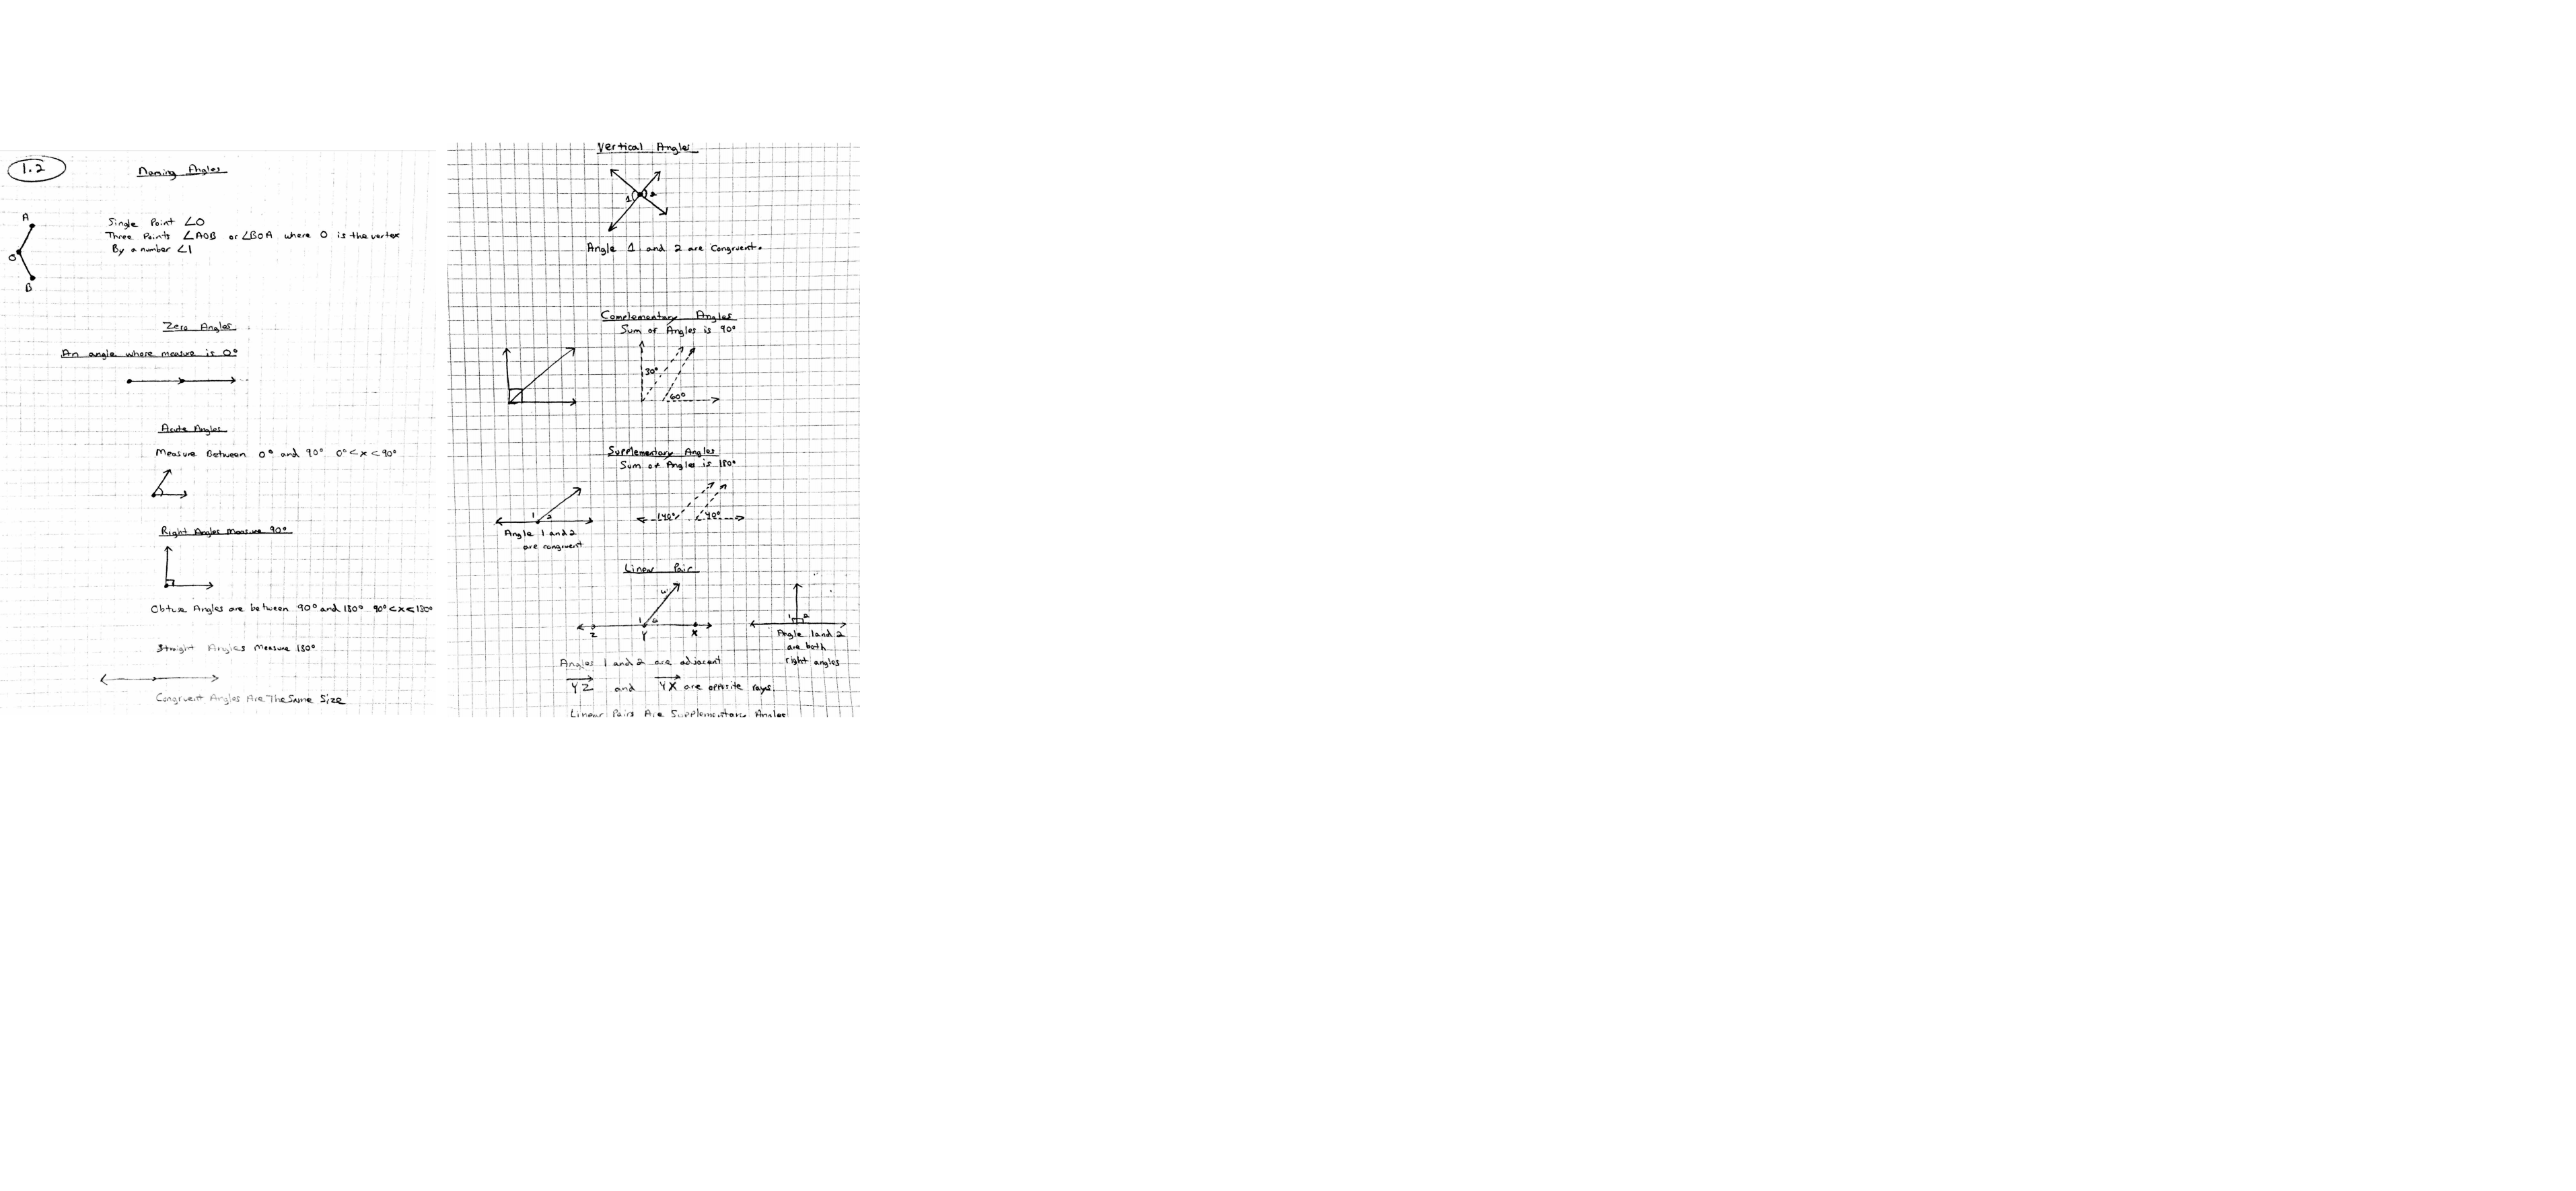 1.2
Naming Angles
A
O
B
Single Point ∠O
Three Points ∠AOB or ∠BOA where O is the vertex
By a number ∠1
Zero Angles
An angle whose measure is 0°
Acute Angles
Measure Between 0° and 90° 0°<x<90°
Right Angles Measure 90°
Obtuse Angles are between 90° and 180° 90°<x<180°
Straight Angles Measure 180°
Congruent Angles Are The Same Size
Vertical Angles
1 2
Angle 1 and 2 are Congruent.
Complementary Angles
Sum of Angles is 90°
30°
60°
Supplementary Angles
Sum of Angles is 180°
1 2
140° 40°
Angle 1 and 2
are congruent
Linear Pair
W
1 2
Z Y X
1 2
Angle 1 and 2
are both
right angles
Angles 1 and 2 are adjacent
YZ and YX are opposite rays.
Linear Pairs Are Supplementary Angles